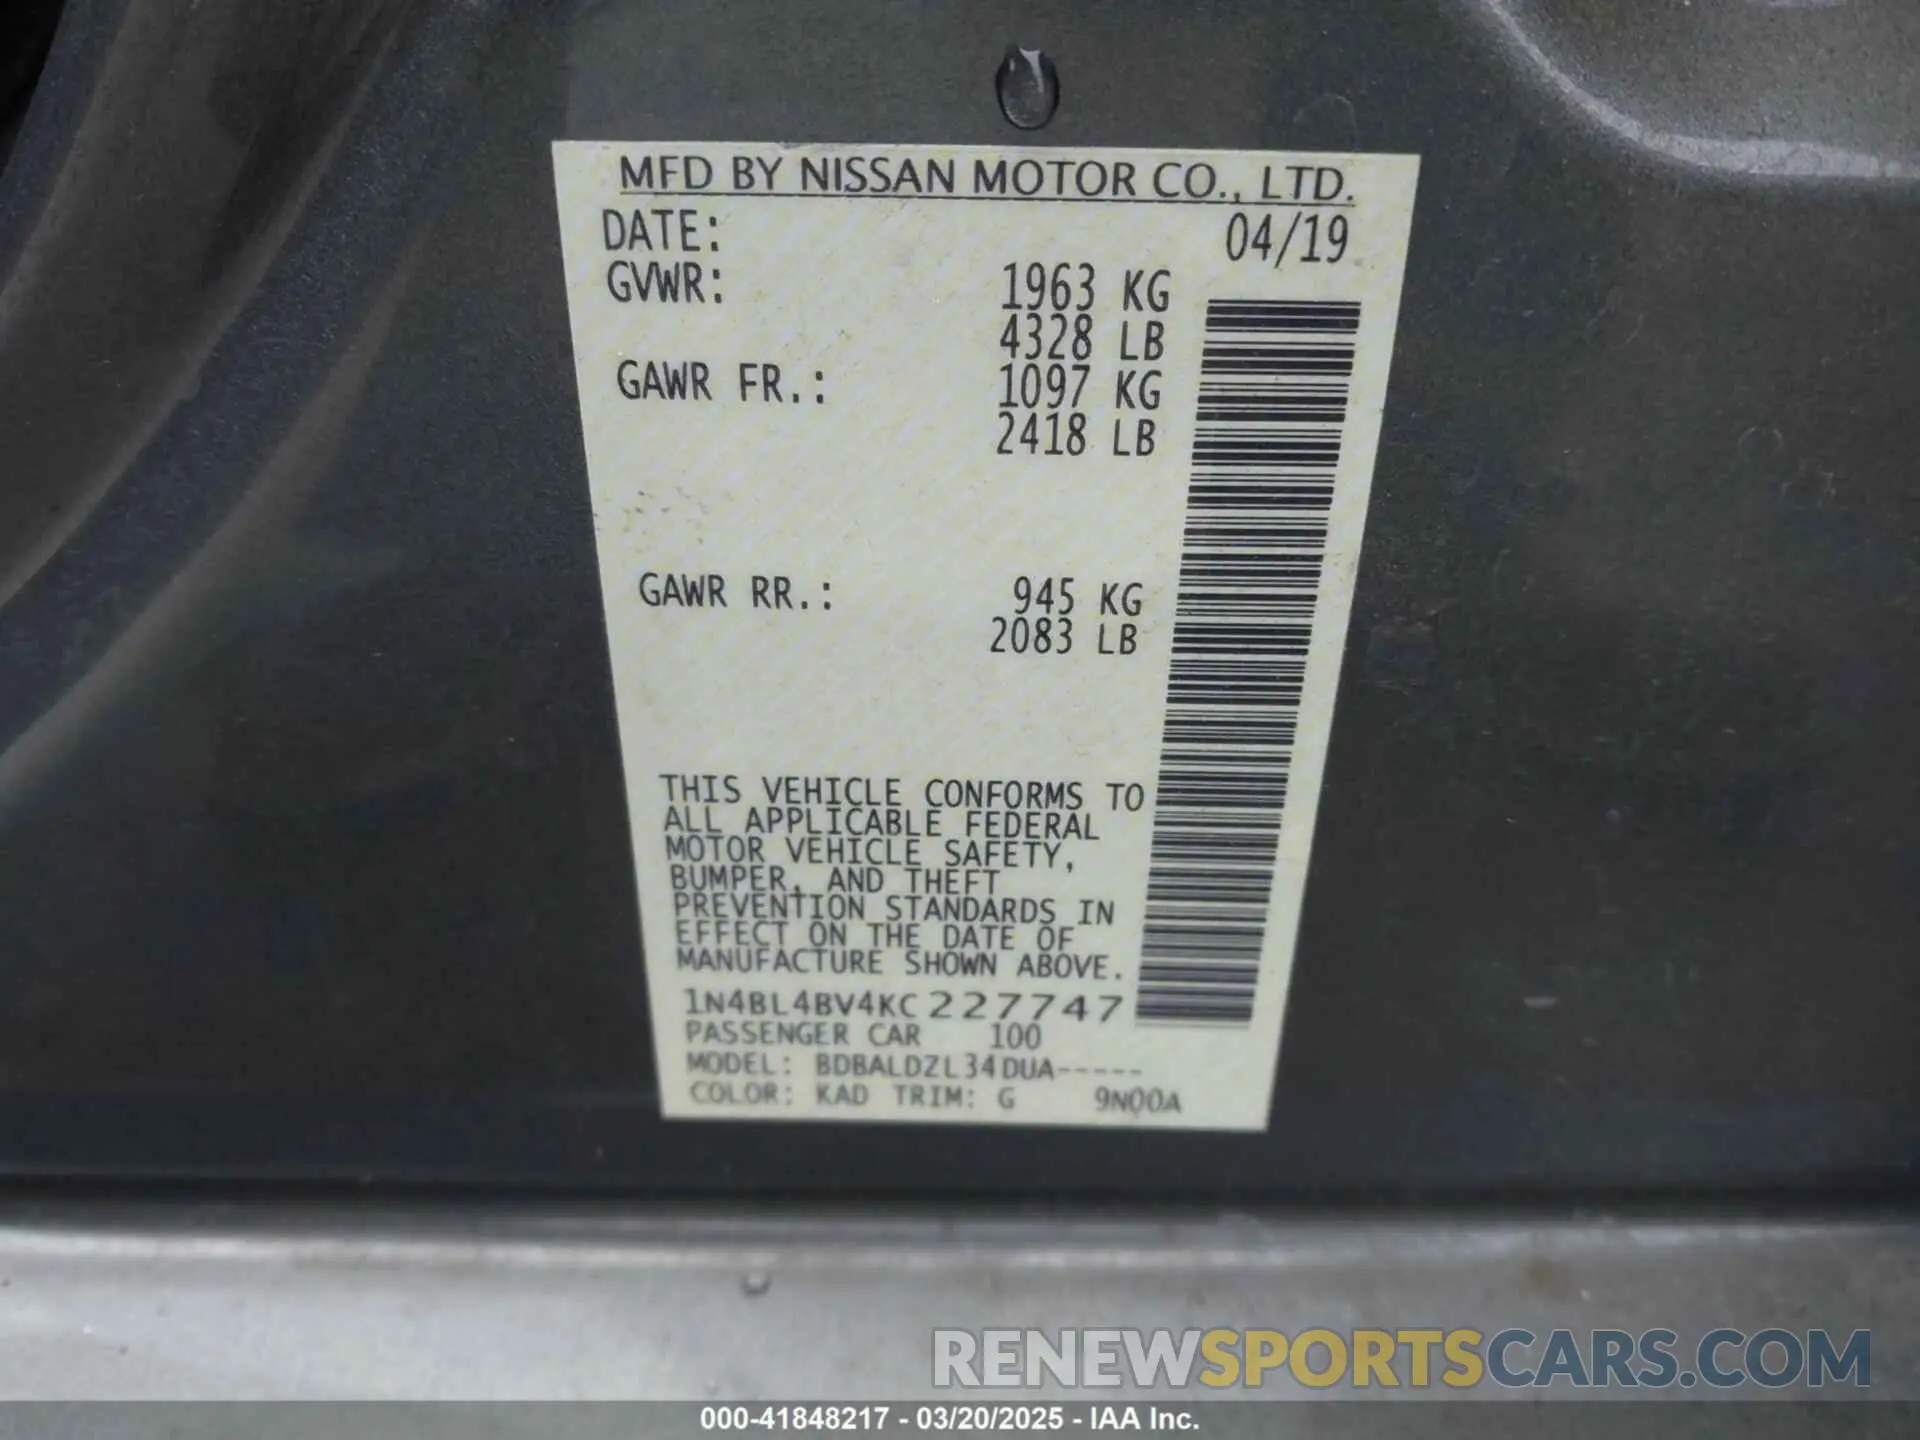 MFD BY NISSAN MOTOR CO., LTD.
DATE: 04/19
GVWR: 1963 KG
4328 LB
GAWR FR.: 1097 KG
2418 LB
GAWR RR.: 945 KG
2083 LB
THIS VEHICLE CONFORMS TO
ALL APPLICABLE FEDERAL
MOTOR VEHICLE SAFETY,
BUMPER, AND THEFT
PREVENTION STANDARDS IN
EFFECT ON THE DATE OF
MANUFACTURE SHOWN ABOVE.
1N4BL4BV4KC227747
PASSENGER CAR 100
MODEL: BDBALDZL34DUA-----
COLOR: KAD TRIM: G 9N00A
RENEWSPORTSCARS.COM
000-41848217 - 03/20/2025 - IAA Inc.